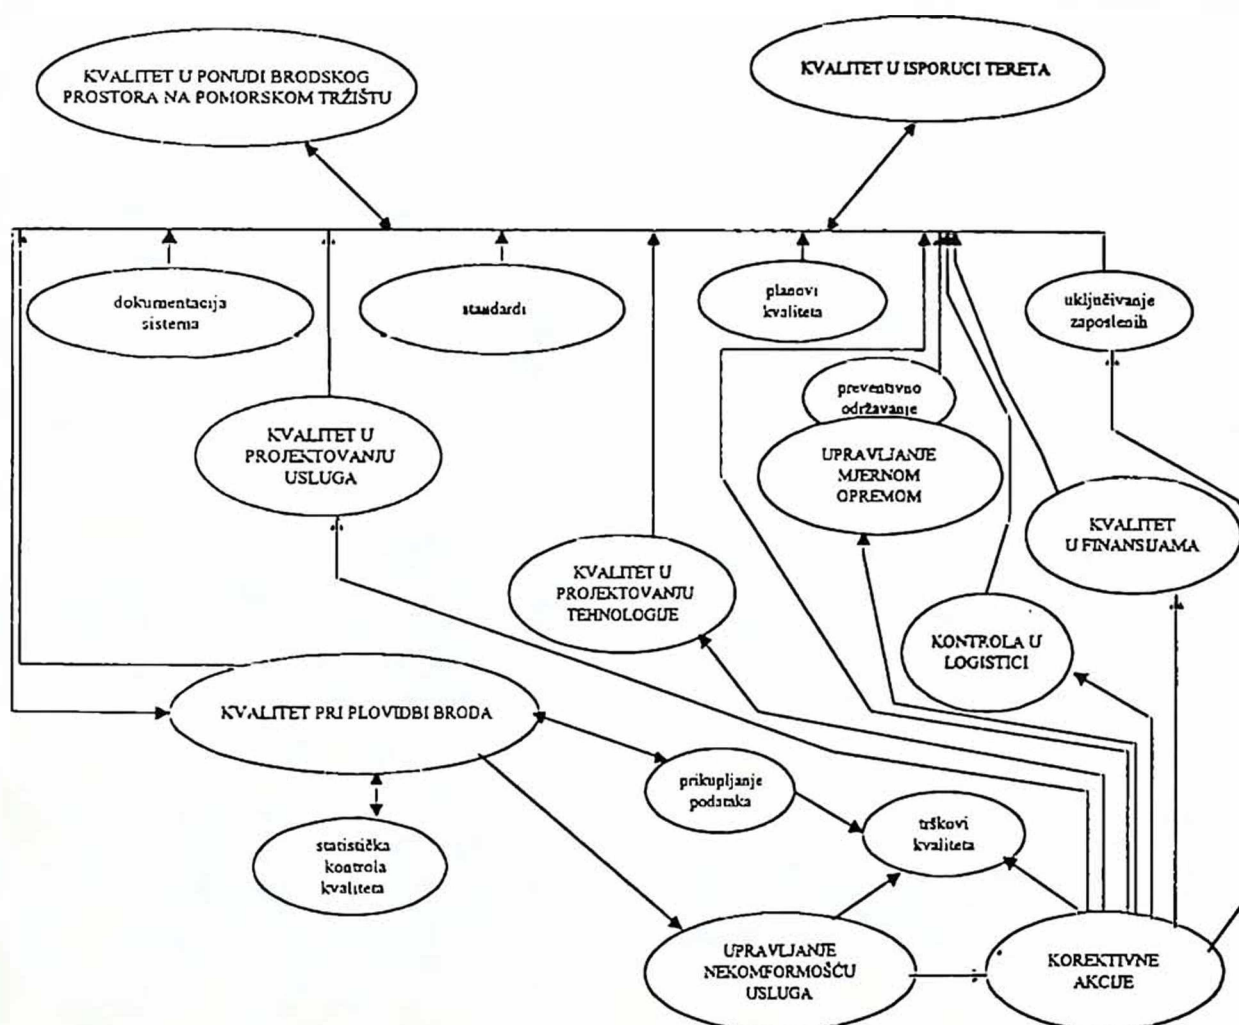 KVALITET U PONUDI BRODSKOG
PROSTORA NA POMORSKOM TRŽIŠTU
KVALITET U ISPORUCI TERETA
dokumentacija
sistema
standardi
planovi
kvaliteta
uključivanje
zaposlenih
preventivno
održavanje
KVALITET U
PROJEKTOVANJU
USLUGA
UPRAVLJANJE
MJERNOM
OPREMOM
KVALITET
U FINANSIJAMA
KVALITET U
PROJEKTOVANJU
TEHNOLOGIJE
KONTROLA U
LOGISTICI
KVALITET PRI PLOVIDBI BRODA
prikupljanje
podataka
trškovi
kvaliteta
statistička
kontrola
kvaliteta
UPRAVLJANJE
NEKOMFORMOŠĆU
USLUGA
KOREKTIVNE
AKCIJE